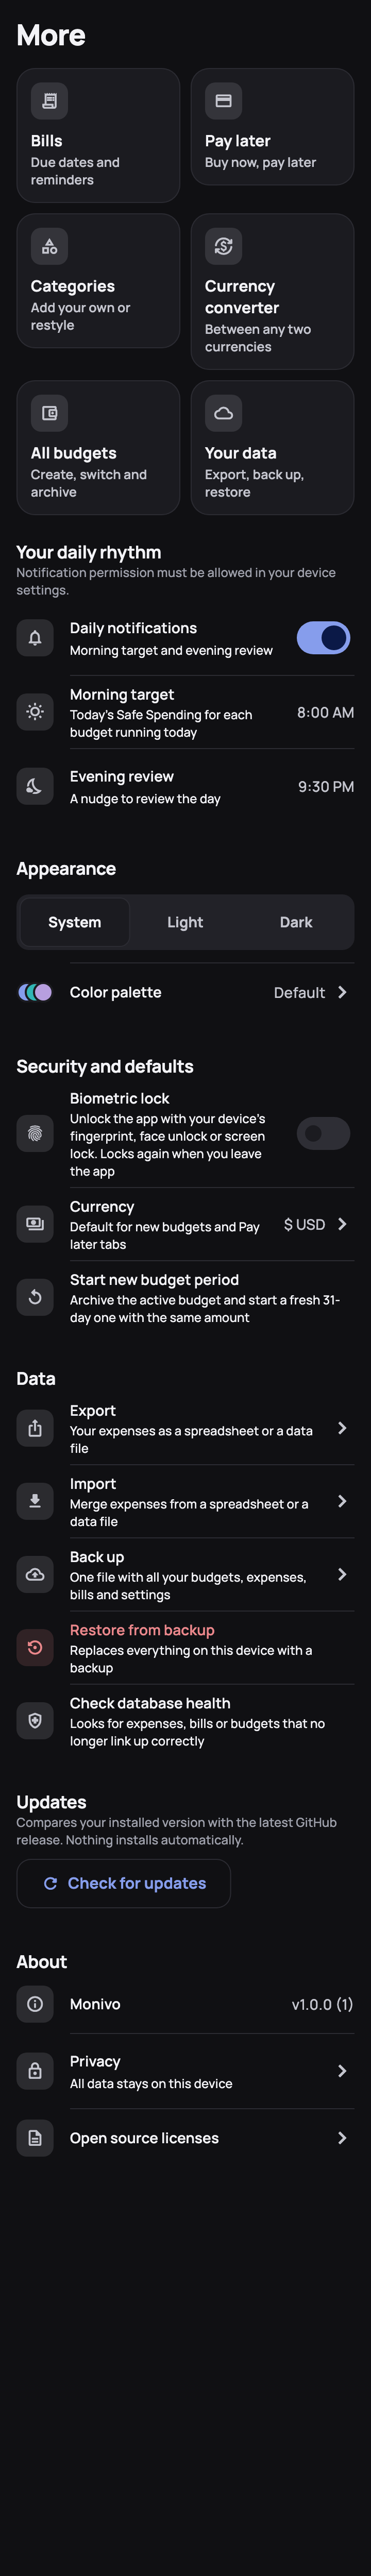 More
Bills
Due dates and
reminders
Pay later
Buy now, pay later
Categories
Add your own or
restyle
Currency
converter
Between any two
currencies
All budgets
Create, switch and
archive
Your data
Export, back up,
restore
Your daily rhythm
Notification permission must be allowed in your device
settings.
Daily notifications
Morning target and evening review
Morning target
Today's Safe Spending for each
budget running today
8:00 AM
Evening review
A nudge to review the day
9:30 PM
Appearance
System
Light
Dark
Color palette
Default
Security and defaults
Biometric lock
Unlock the app with your device's
fingerprint, face unlock or screen
lock. Locks again when you leave
the app
Currency
Default for new budgets and Pay
later tabs
$ USD
Start new budget period
Archive the active budget and start a fresh 31-
day one with the same amount
Data
Export
Your expenses as a spreadsheet or a data
file
Import
Merge expenses from a spreadsheet or a
data file
Back up
One file with all your budgets, expenses,
bills and settings
Restore from backup
Replaces everything on this device with a
backup
Check database health
Looks for expenses, bills or budgets that no
longer link up correctly
Updates
Compares your installed version with the latest GitHub
release. Nothing installs automatically.
Check for updates
About
Monivo
v1.0.0 (1)
Privacy
All data stays on this device
Open source licenses